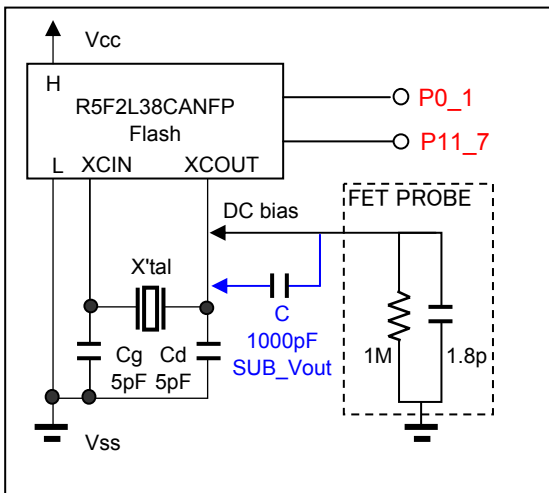 Vcc
H
R5F2L38CANFP
Flash
P0_1
P11_7
L XCIN XCOUT
DC bias
FET PROBE
X'tal
C
1000pF
SUB_Vout
Cg Cd
5pF 5pF
1M 1.8p
Vss